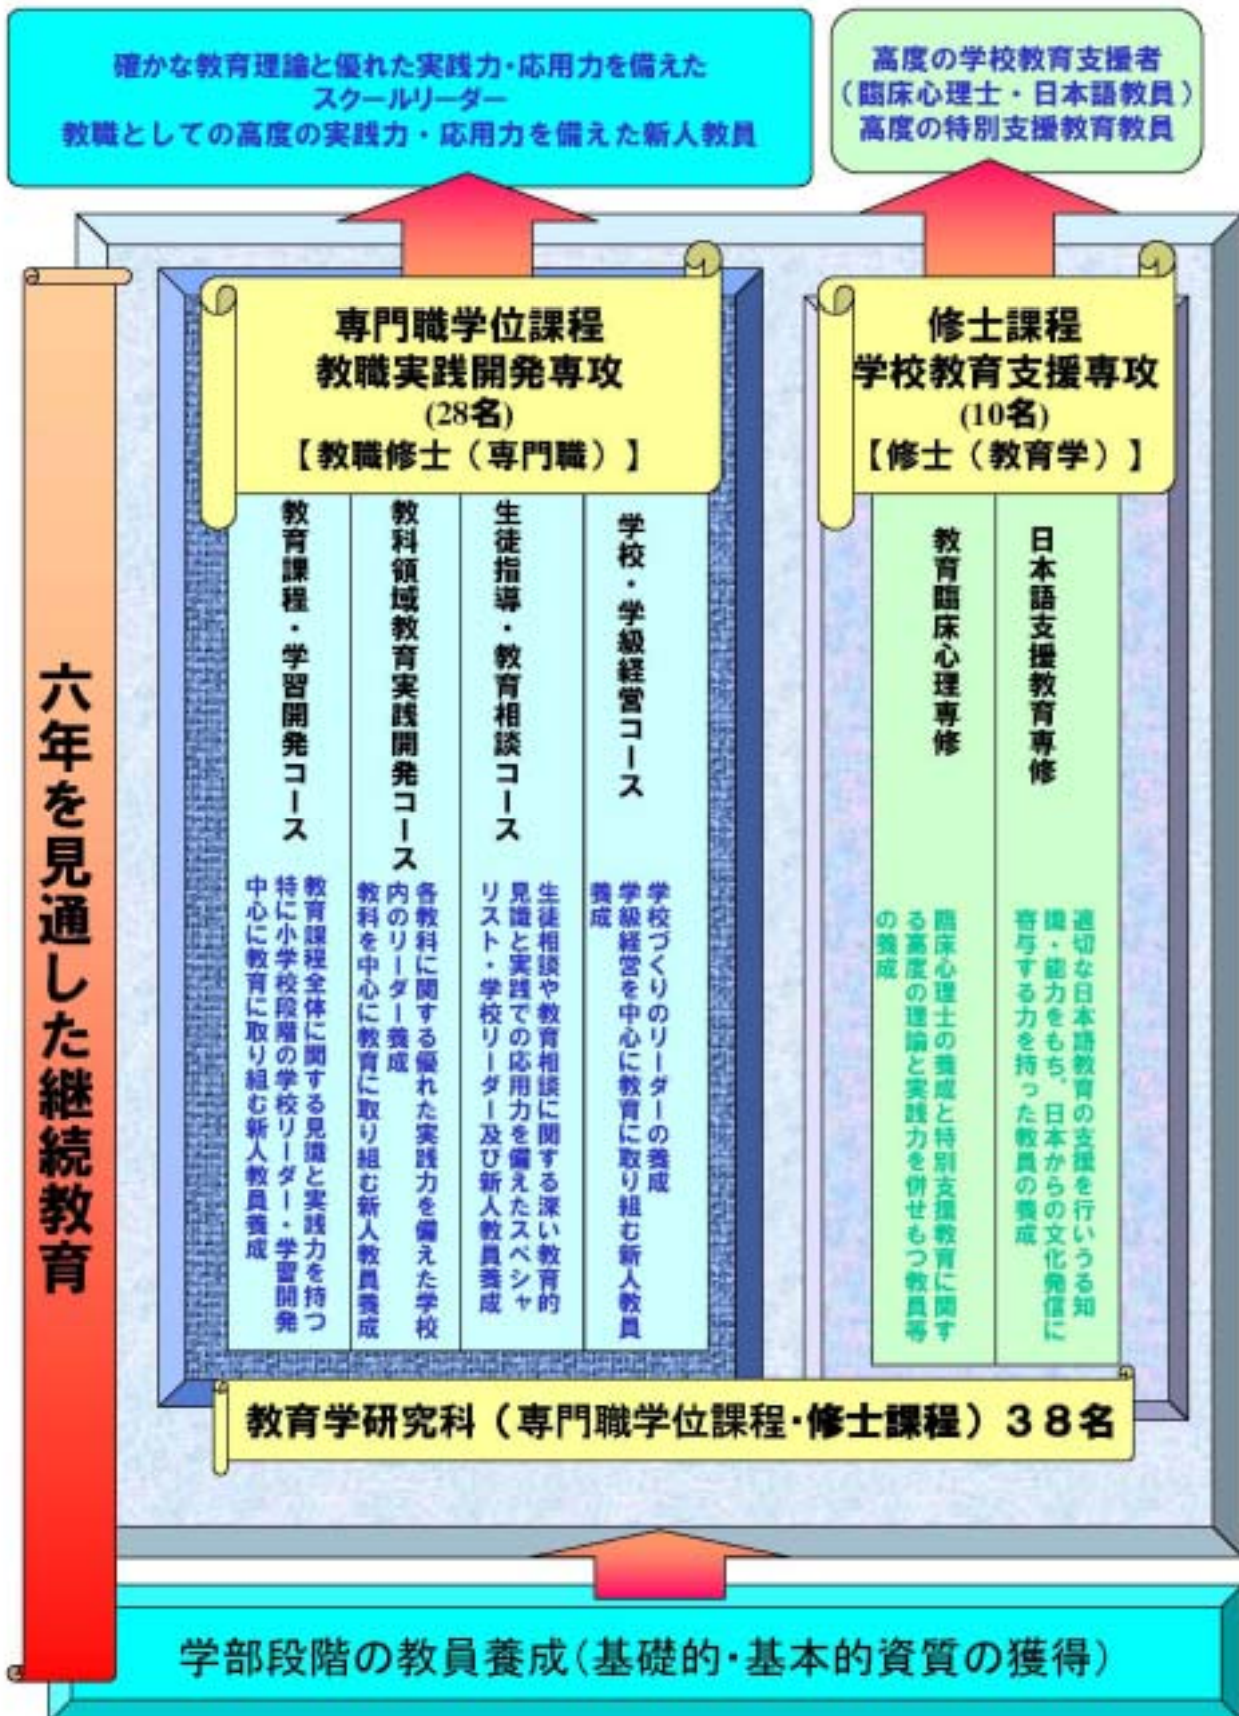 確かな教育理論と優れた実践力・応用力を備えた
スクールリーダー
教職としての高度の実践力・応用力を備えた新人教員
高度の学校教育支援者
(臨床心理士・日本語教員)
高度の特別支援教育教員
六年を見通した継続教育
専門職学位課程
教職実践開発専攻
(28名)
【教職修士(専門職)】
教育課程・学習開発コース
教育課程全体に関する見識と実践力を持つ
特に小学校段階の学校リーダー・学習開発
中心に教育に取り組む新人教員養成
教科領域教育実践開発コース
各教科に関する優れた実践力を備えた学校
内のリーダー養成
教科を中心に教育に取り組む新人教員養成
生徒指導・教育相談コース
生徒相談や教育相談に関する深い教育的
見識と実践での応用力を備えたスペシャ
リスト・学校リーダー及び新人教員養成
学校・学級経営コース
学校づくりのリーダーの養成
学級経営を中心に教育に取り組む新人教員
養成
修士課程
学校教育支援専攻
(10名)
【修士(教育学)】
教育臨床心理専修
臨床心理士の養成と特別支援教育に関す
る高度の理論と実践力を併せもつ教員等
の養成
日本語支援教育専修
適切な日本語教育の支援を行いうる知
識・能力をもち、日本からの文化発信に
寄与する力を持った教員の養成
教育学研究科(専門職学位課程・修士課程)38名
学部段階の教員養成(基礎的・基本的資質の獲得)